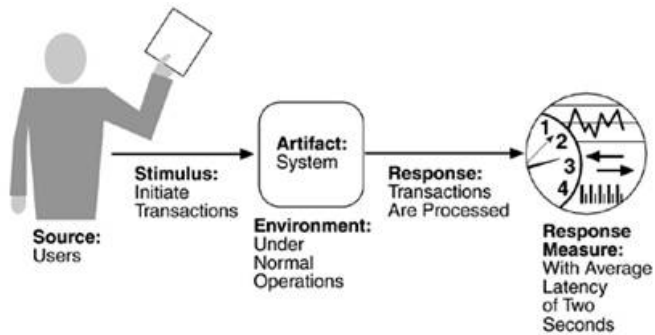 Source:
Users
Stimulus:
Initiate
Transactions
Artifact:
System
Environment:
Under
Normal
Operations
Response:
Transactions
Are Processed
1
2
3
4
Response
Measure:
With Average
Latency
of Two
Seconds